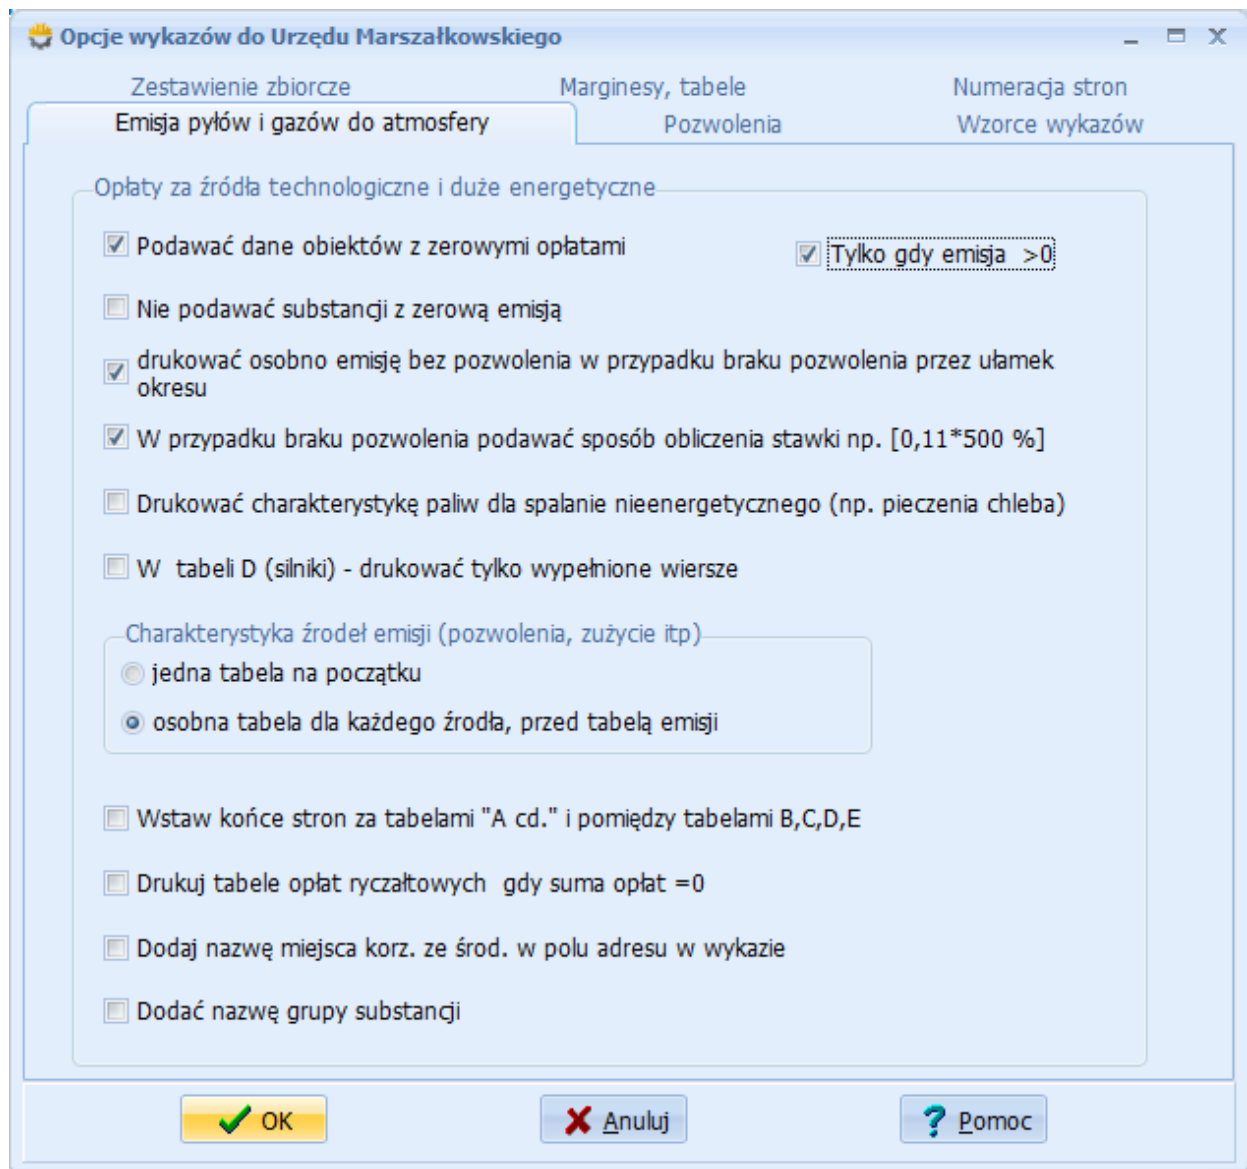 Opcje wykazów do Urzędu Marszałkowskiego
Zestawienie zbiorcze Marginesy, tabele Numeracja stron
Emisja pyłów i gazów do atmosfery Pozwolenia Wzorce wykazów
Opłaty za źródła technologiczne i duże energetyczne
Podawać dane obiektów z zerowymi opłatami Tylko gdy emisja >0
Nie podawać substancji z zerową emisją
drukować osobno emisję bez pozwolenia w przypadku braku pozwolenia przez ułamek
okresu
W przypadku braku pozwolenia podawać sposób obliczenia stawki np. [0,11*500 %]
Drukować charakterystykę paliw dla spalanie nieenergetycznego (np. pieczenia chleba)
W tabeli D (silniki) - drukować tylko wypełnione wiersze
Charakterystyka źrodeł emisji (pozwolenia, zużycie itp)
jedna tabela na początku
osobna tabela dla każdego źrodła, przed tabelą emisji
Wstaw końce stron za tabelami "A cd." i pomiędzy tabelami B,C,D,E
Drukuj tabele opłat ryczałtowych gdy suma opłat =0
Dodaj nazwę miejsca korz. ze środ. w polu adresu w wykazie
Dodać nazwę grupy substancji
OK Anuluj Pomoc